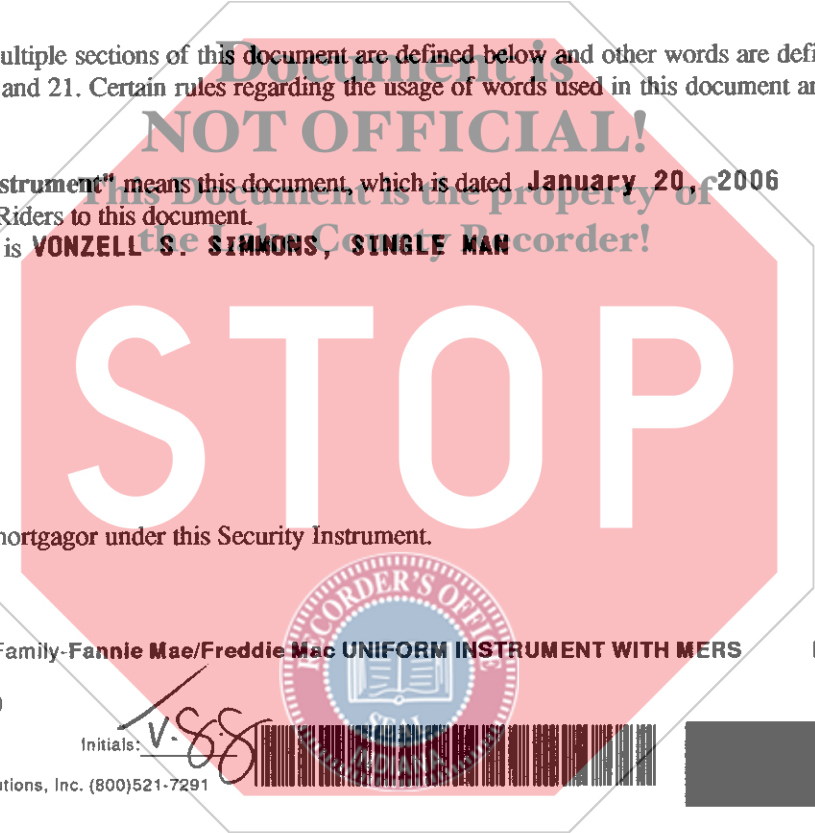 ultiple sections of this document are defined below and other words are defi
Document is
and 21. Certain rules regarding the usage of words used in this document a
NOT OFFICIAL!
strument" means this document, which is dated January 20, 2006
This Document is the property of
Riders to this document.
is VONZELL S. SIMMONS, SINGLE MAN
the Lake County Recorder!
STOP
ortgagor under this Security Instrument.
RECORDER'S OFFICE
Family-Fannie Mae/Freddie Mac UNIFORM INSTRUMENT WITH MERS
SEAL
Initials: V.S.S
INDIANA
utions, Inc. (800)521-7291